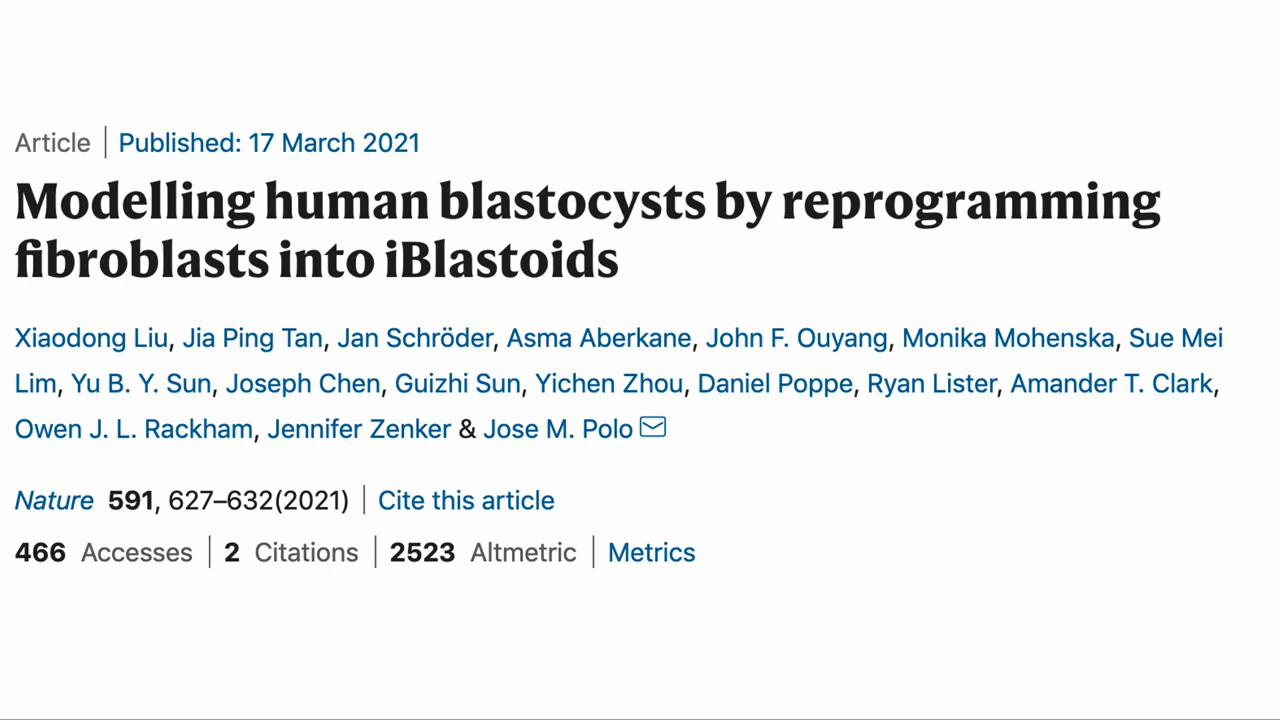 Article | Published: 17 March 2021
Modelling human blastocysts by reprogramming
fibroblasts into iBlastoids
Xiaodong Liu, Jia Ping Tan, Jan Schröder, Asma Aberkane, John F. Ouyang, Monika Mohenska, Sue Mei
Lim, Yu B. Y. Sun, Joseph Chen, Guizhi Sun, Yichen Zhou, Daniel Poppe, Ryan Lister, Amander T. Clark,
Owen J. L. Rackham, Jennifer Zenker & Jose M. Polo
Nature 591, 627–632(2021) | Cite this article
466 Accesses | 2 Citations | 2523 Altmetric | Metrics